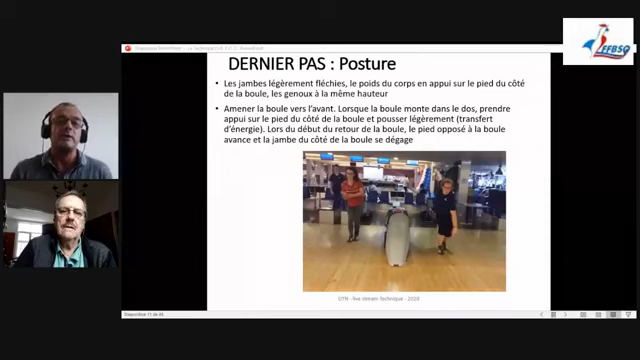 FFBSQ
DERNIER PAS : Posture
• Les jambes légèrement fléchies, le poids du corps en appui sur le pied du côté
de la boule, les genoux à la même hauteur
• Amener la boule vers l'avant. Lorsque la boule monte dans le dos, prendre
appui sur le pied du côté de la boule et pousser légèrement (transfert
d'énergie). Lors du début du retour de la boule, le pied opposé à la boule
avance et la jambe du côté de la boule se dégage
live stream Technique - 2020